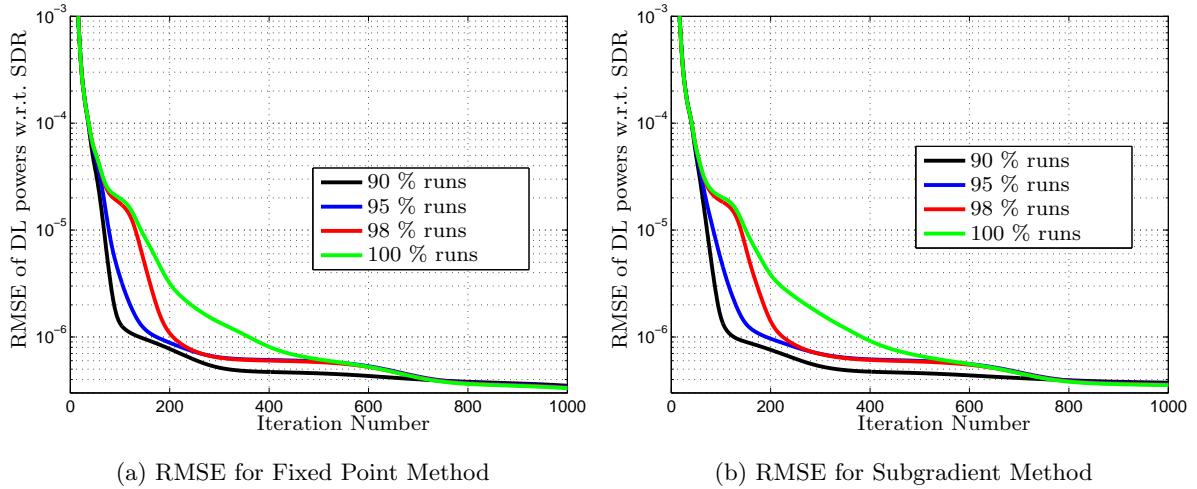 RMSE of DL powers w.r.t. SDR
10^{-3}
10^{-4}
10^{-5}
10^{-6}
90 % runs
95 % runs
98 % runs
100 % runs
0 200 400 600 800 1000
Iteration Number
(a) RMSE for Fixed Point Method
RMSE of DL powers w.r.t. SDR
10^{-3}
10^{-4}
10^{-5}
10^{-6}
90 % runs
95 % runs
98 % runs
100 % runs
0 200 400 600 800 1000
Iteration Number
(b) RMSE for Subgradient Method